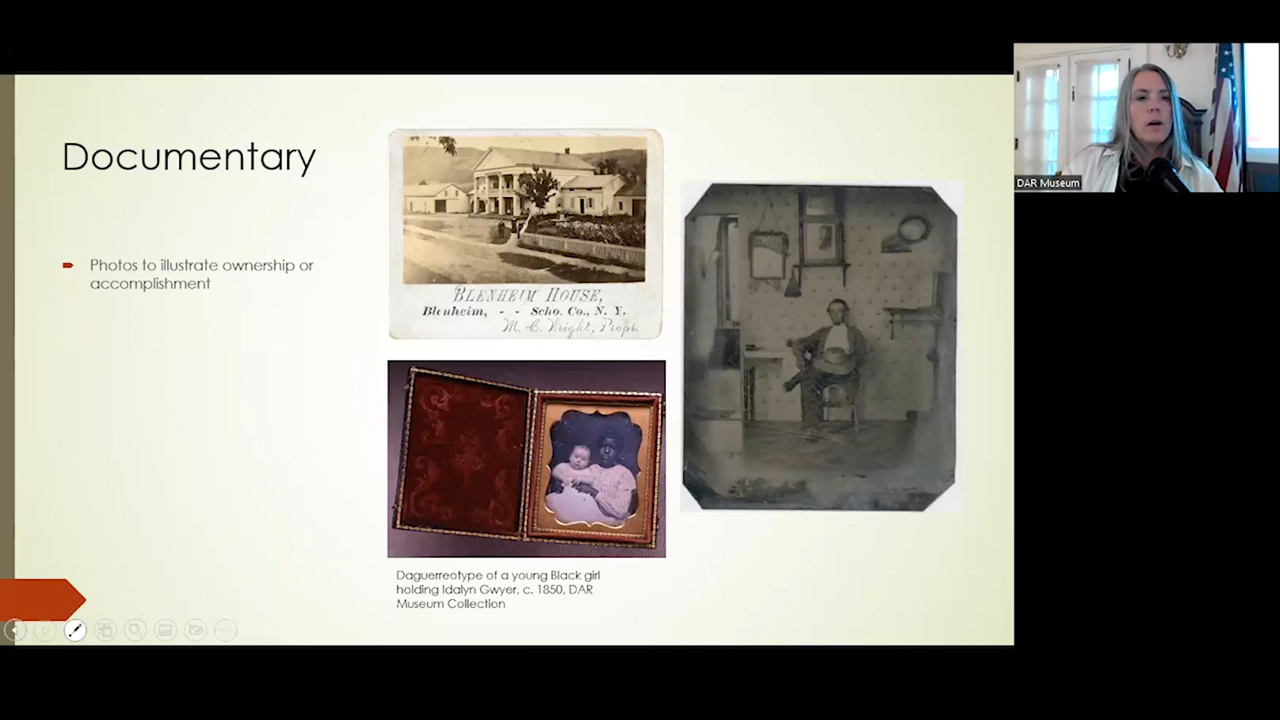 Documentary
Photos to illustrate ownership or
accomplishment
BLENHEIM HOUSE,
Blenheim, - - Scho. Co., N. Y.
M. C. Wright, Propr.
Daguerreotype of a young Black girl
holding Idalyn Gwyer, c. 1850, DAR
Museum Collection
DAR Museum